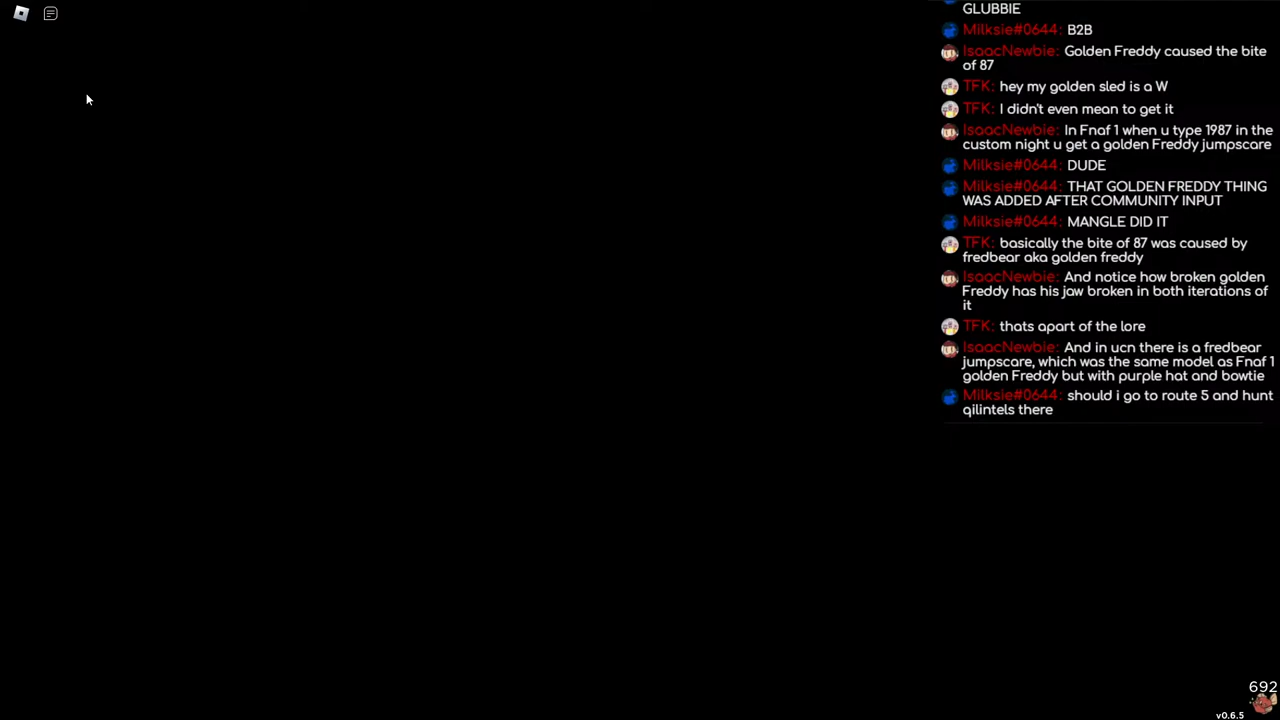 GLUBBIE
Milksie#0644: B2B
IsaacNewbie: Golden Freddy caused the bite
of 87
TFK: hey my golden sled is a W
TFK: I didn't even mean to get it
IsaacNewbie: In Fnaf 1 when u type 1987 in the
custom night u get a golden Freddy jumpscare
Milksie#0644: DUDE
Milksie#0644: THAT GOLDEN FREDDY THING
WAS ADDED AFTER COMMUNITY INPUT
Milksie#0644: MANGLE DID IT
TFK: basically the bite of 87 was caused by
fredbear aka golden freddy
IsaacNewbie: And notice how broken golden
Freddy has his jaw broken in both iterations of
it
TFK: thats apart of the lore
IsaacNewbie: And in ucn there is a fredbear
jumpscare, which was the same model as Fnaf 1
golden Freddy but with purple hat and bowtie
Milksie#0644: should i go to route 5 and hunt
qilintels there
692
v0.6.5